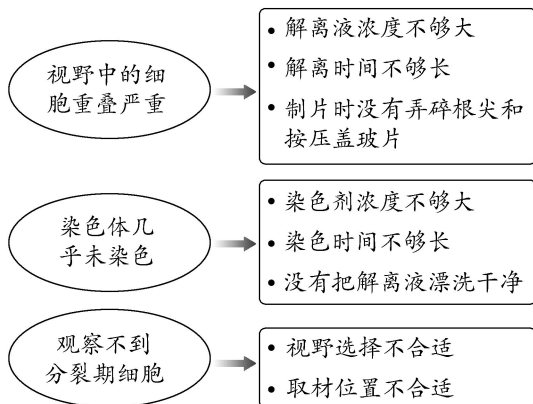 视野中的细
胞重叠严重
• 解离液浓度不够大
• 解离时间不够长
• 制片时没有弄碎根尖和
按压盖玻片
染色体几
乎未染色
• 染色剂浓度不够大
• 染色时间不够长
• 没有把解离液漂洗干净
观察不到
分裂期细胞
• 视野选择不合适
• 取材位置不合适